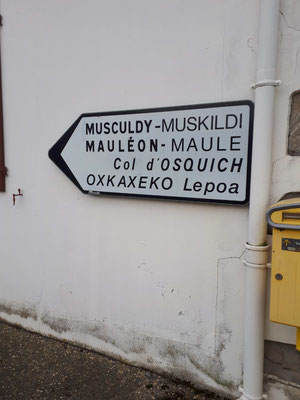 MUSCULDY-MUSKILDI
MAULÉON-MAULE
Col d'OSQUICH
OXKAXEKO Lepoa